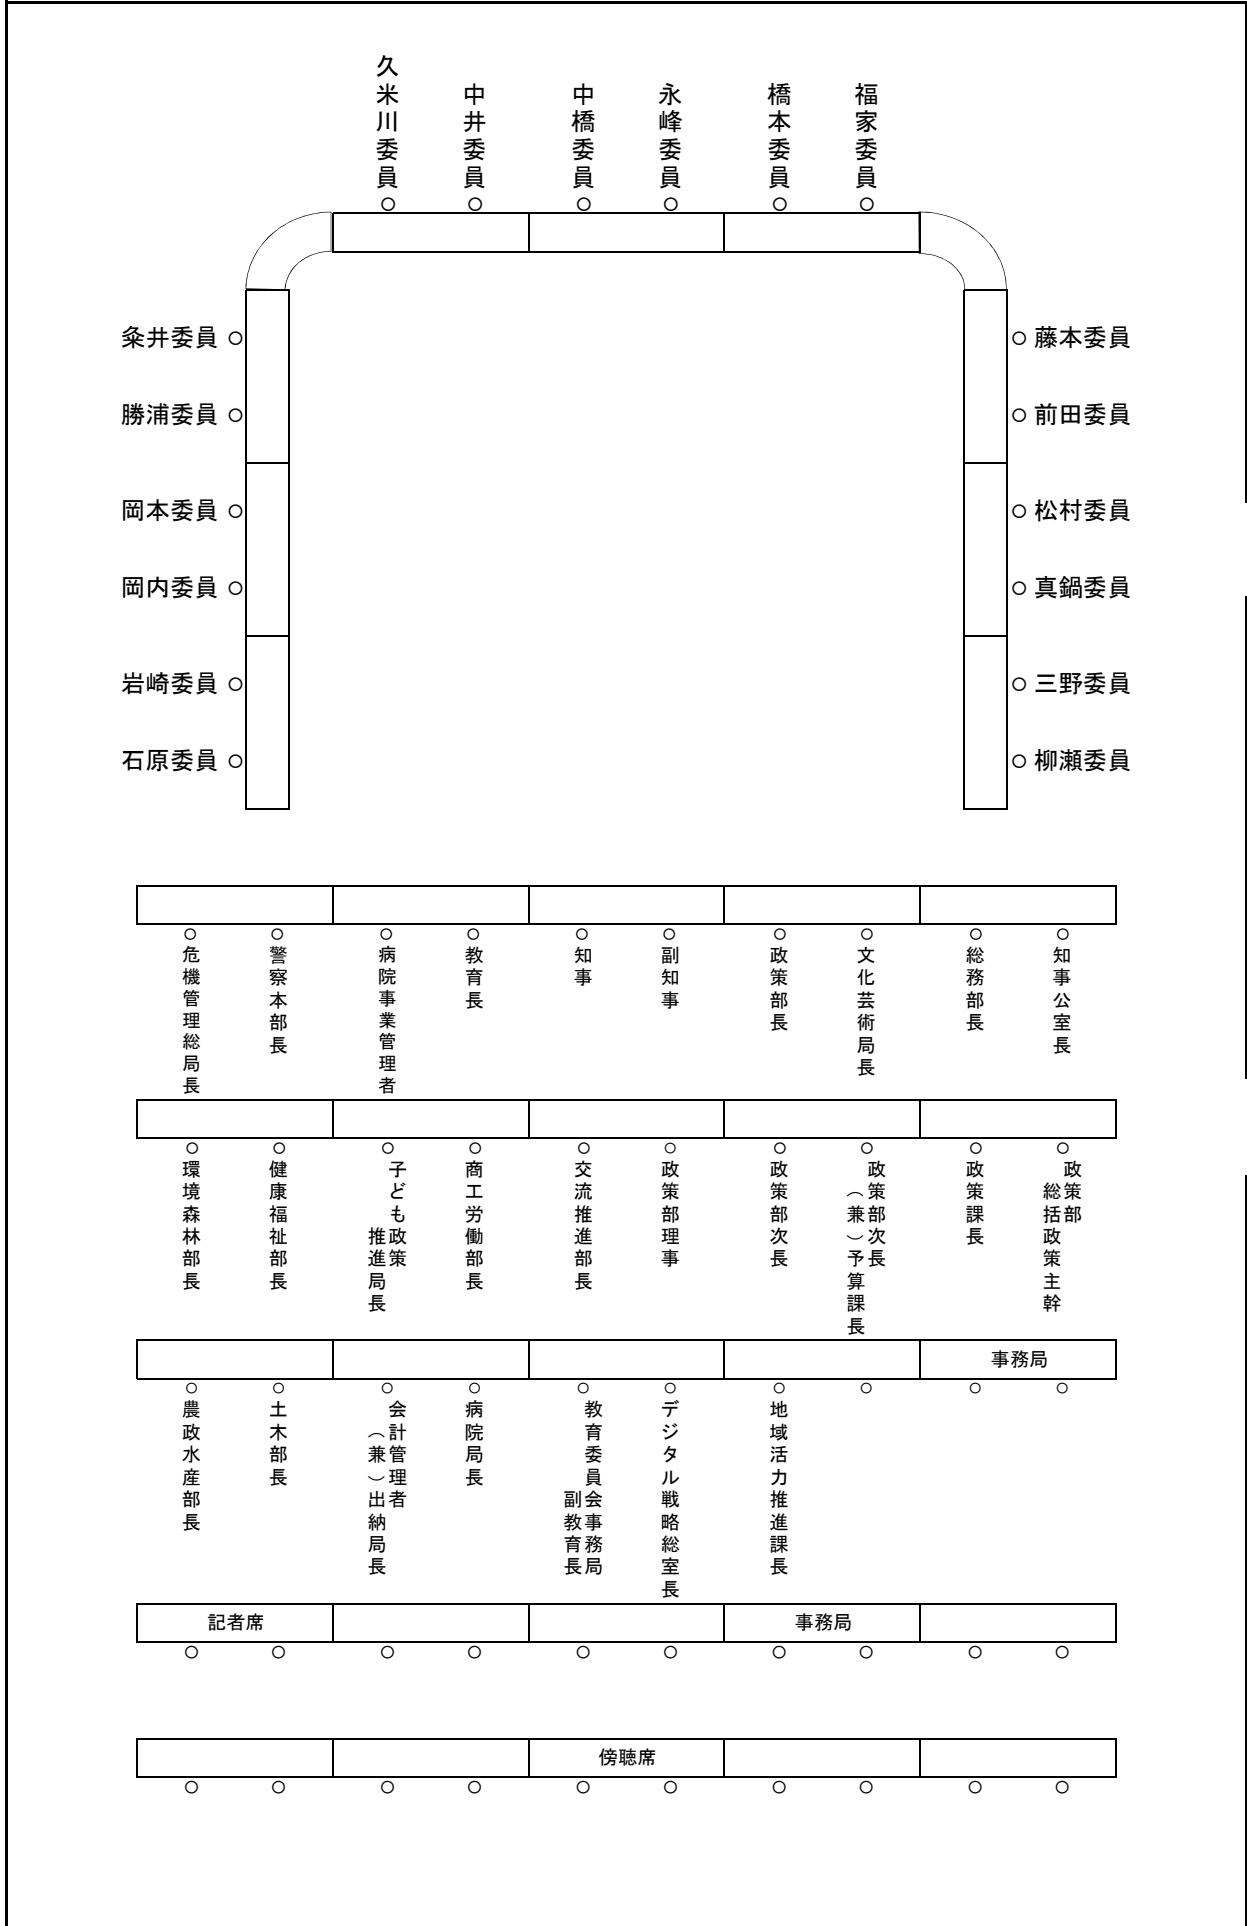 久米川委員
中井委員
中橋委員
永峰委員
橋本委員
福家委員
粂井委員
藤本委員
勝浦委員
前田委員
岡本委員
松村委員
岡内委員
真鍋委員
岩崎委員
三野委員
石原委員
柳瀬委員
危機管理総局長
警察本部長
病院事業管理者
教育長
知事
副知事
政策部長
文化芸術局長
総務部長
知事公室長
環境森林部長
健康福祉部長
子ども政策
推進局長
商工労働部長
交流推進部長
政策部理事
政策部次長
政策部次長
（兼）予算課長
政策課長
政策部
総括政策主幹
事務局
農政水産部長
土木部長
会計管理者
（兼）出納局長
病院局長
教育委員会事務局
副教育長
デジタル戦略総室長
地域活力推進課長
記者席
事務局
傍聴席